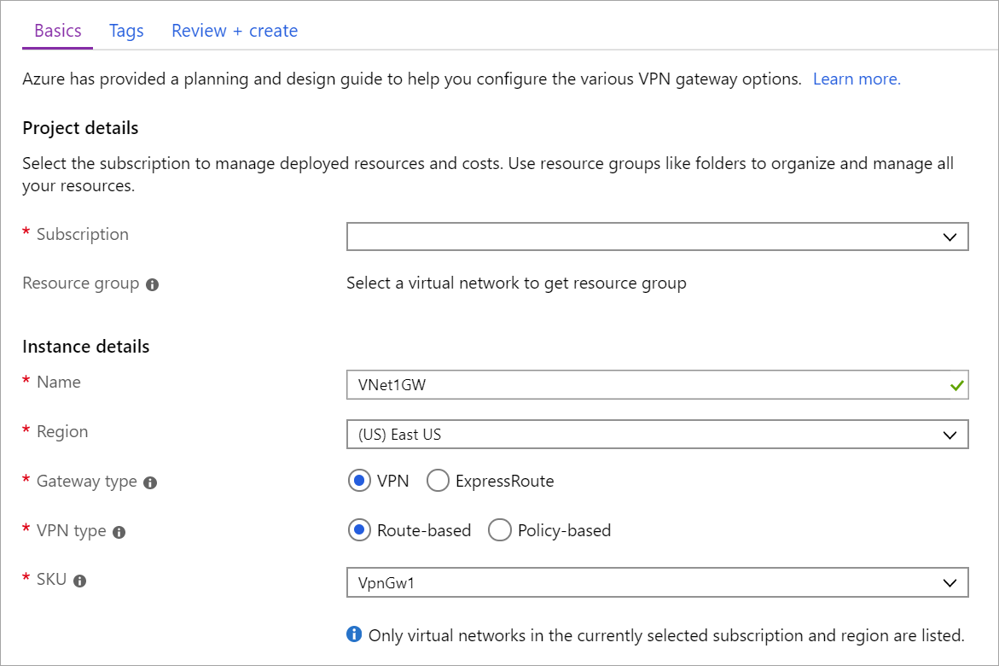 Basics Tags Review + create
Azure has provided a planning and design guide to help you configure the various VPN gateway options. Learn more.
Project details
Select the subscription to manage deployed resources and costs. Use resource groups like folders to organize and manage all
your resources.
* Subscription
Resource group Select a virtual network to get resource group
Instance details
* Name VNet1GW
* Region (US) East US
* Gateway type VPN ExpressRoute
* VPN type Route-based Policy-based
* SKU VpnGw1
Only virtual networks in the currently selected subscription and region are listed.